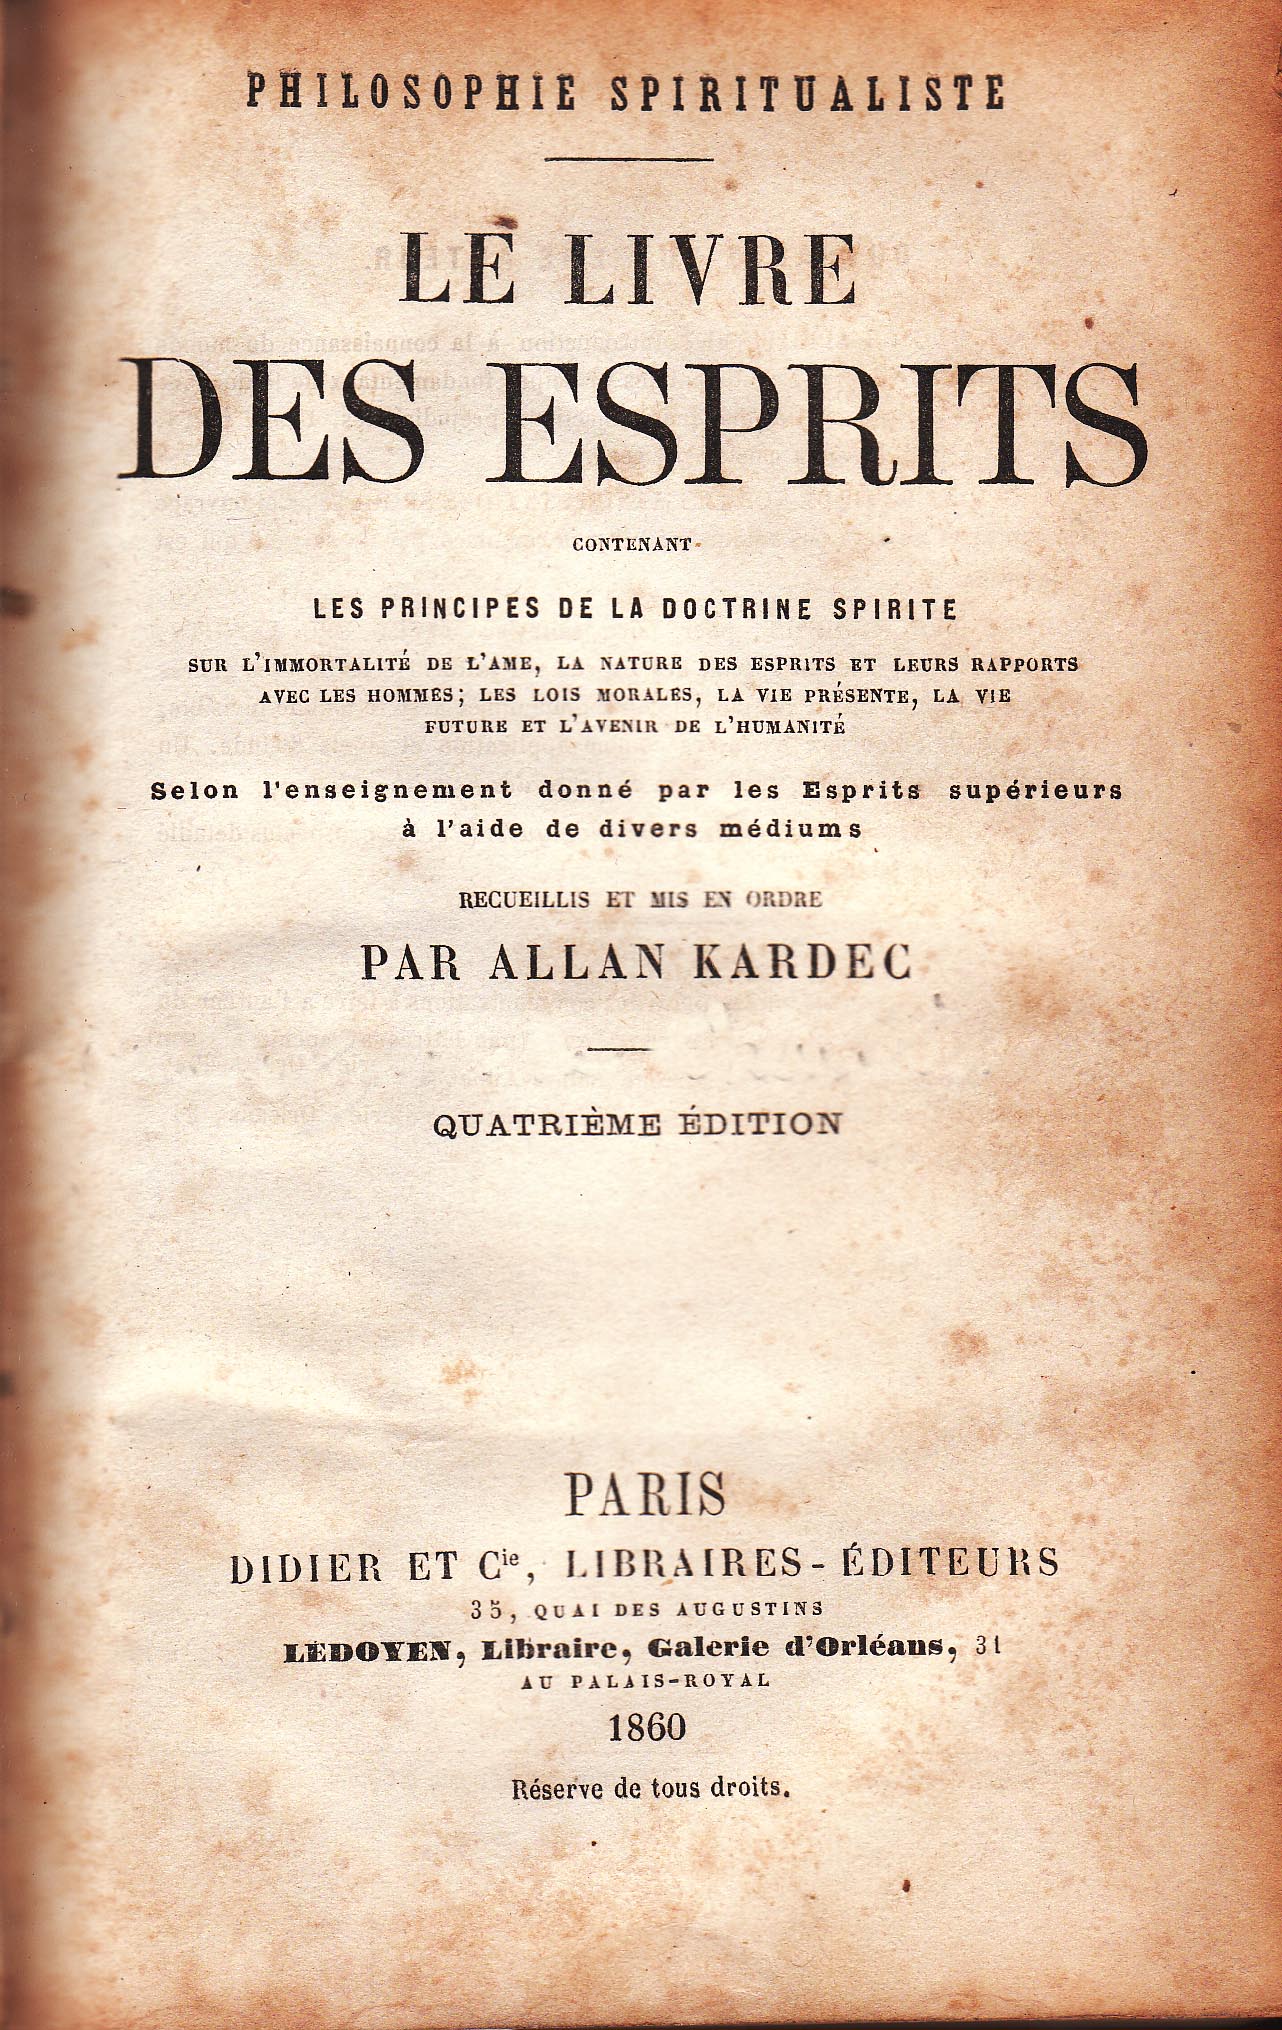 PHILOSOPHIE SPIRITUALISTE
LE LIVRE
DES ESPRITS
CONTENANT
LES PRINCIPES DE LA DOCTRINE SPIRITE
SUR L'IMMORTALITÉ DE L'AME, LA NATURE DES ESPRITS ET LEURS RAPPORTS
AVEC LES HOMMES; LES LOIS MORALES, LA VIE PRÉSENTE, LA VIE
FUTURE ET L'AVENIR DE L'HUMANITÉ
Selon l'enseignement donné par les Esprits supérieurs
à l'aide de divers médiums
RECUEILLIS ET MIS EN ORDRE
PAR ALLAN KARDEC
QUATRIÈME ÉDITION
PARIS
DIDIER ET Cie, LIBRAIRES-ÉDITEURS
35, QUAI DES AUGUSTINS
LEDOYEN, Libraire, Galerie d'Orléans, 31
AU PALAIS-ROYAL
1860
Réserve de tous droits.